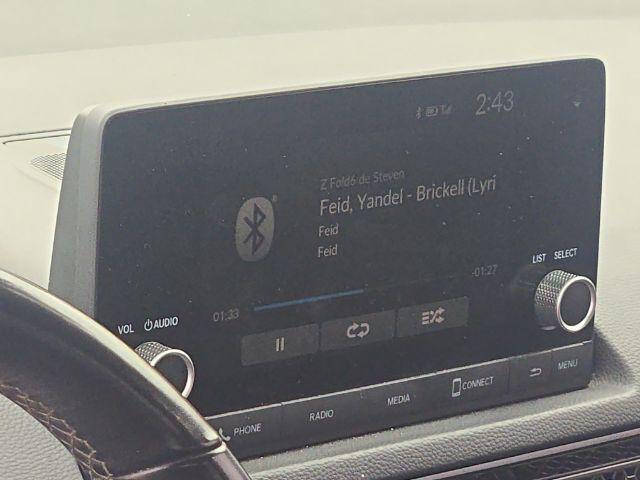 2:43
Z Fold6 de Steven
Feid, Yandel - Brickell (Lyri
Feid
Feid
01:33
-01:27
VOL AUDIO
LIST SELECT
PHONE
RADIO
MEDIA
CONNECT
MENU